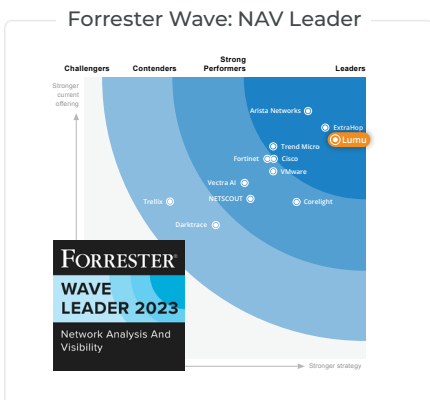 Forrester Wave: NAV Leader
Challengers
Contenders
Strong
Performers
Leaders
Stronger
current
offering
Arista Networks
ExtraHop
Lumu
Trend Micro
Fortinet
Cisco
VMware
Vectra AI
NETSCOUT
Corelight
Trellix
Darktrace
FORRESTER®
WAVE
LEADER 2023
Network Analysis And
Visibility
Stronger strategy